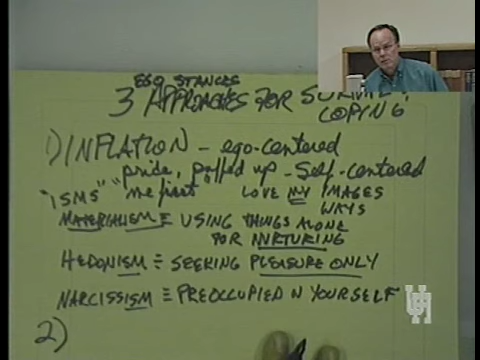 EGO STANCES
3 APPROACHES FOR SURVIVAL
COPING
1) INFLATION - ego-centered
pride, puffed up - self-centered
"ISMS" me first LOVE MY IMAGES
WAYS
MATERIALISM ≡ USING THINGS ALONE
FOR NURTURING
HEDONISM ≡ SEEKING PLEASURE ONLY
NARCISSISM ≡ PREOCCUPIED W YOURSELF
2)
UH